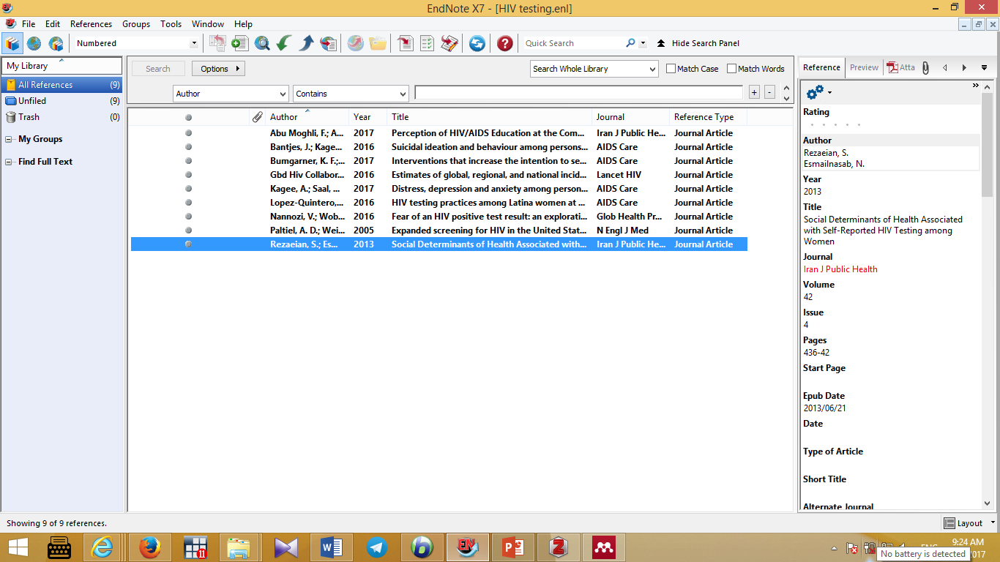 EndNote X7 - [HIV testing.enl]
File Edit References Groups Tools Window Help
Numbered
Quick Search
Hide Search Panel
My Library
All References (9)
Unfiled (9)
Trash (0)
My Groups
Find Full Text
Search Options
Search Whole Library
Match Case Match Words
Author Contains + -
Author Year Title Journal Reference Type
Abu Moghli, F.; A... 2017 Perception of HIV/AIDS Education at the Com... Iran J Public He... Journal Article
Bantjes, J.; Kage... 2016 Suicidal ideation and behaviour among persons... AIDS Care Journal Article
Bumgarner, K. F.;... 2017 Interventions that increase the intention to se... AIDS Care Journal Article
Gbd Hiv Collabor... 2016 Estimates of global, regional, and national incid... Lancet HIV Journal Article
Kagee, A.; Saal, ... 2017 Distress, depression and anxiety among person... AIDS Care Journal Article
Lopez-Quintero,... 2016 HIV testing practices among Latina women at ... AIDS Care Journal Article
Nannozi, V.; Wob... 2016 Fear of an HIV positive test result: an explorati... Glob Health Pr... Journal Article
Paltiel, A. D.; Wei... 2005 Expanded screening for HIV in the United Stat... N Engl J Med Journal Article
Rezaeian, S.; Es... 2013 Social Determinants of Health Associated with... Iran J Public He... Journal Article
Reference Preview Atta
Rating
Author
Rezaeian, S.
Esmailnasab, N.
Year
2013
Title
Social Determinants of Health Associated
with Self-Reported HIV Testing among
Women
Journal
Iran J Public Health
Volume
42
Issue
4
Pages
436-42
Start Page
Epub Date
2013/06/21
Date
Type of Article
Short Title
Alternate Journal
Showing 9 of 9 references.
Layout
11
EN
9:24 AM
2017
No battery is detected